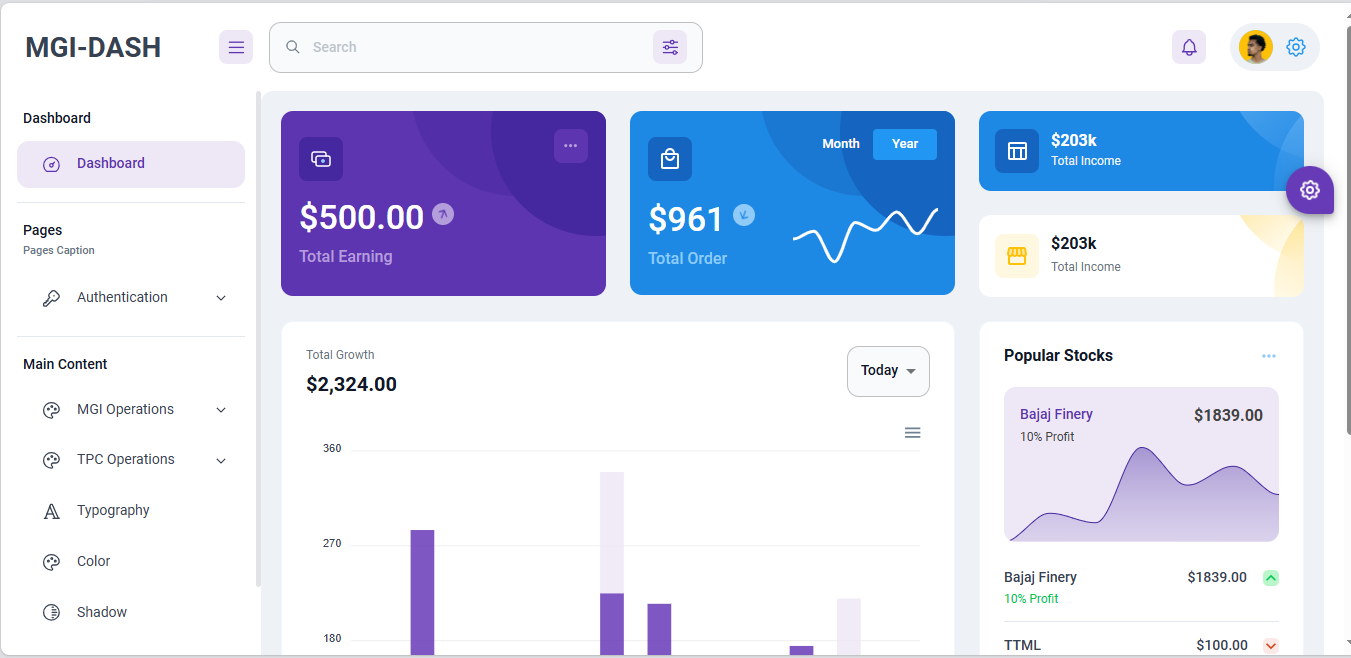 MGI-DASH
Search
Dashboard
Dashboard
Pages
Pages Caption
Authentication
Main Content
MGI Operations
TPC Operations
Typography
Color
Shadow
$500.00
Total Earning
Month Year
$961
Total Order
$203k
Total Income
$203k
Total Income
Total Growth
$2,324.00
Today
360
270
180
Popular Stocks
Bajaj Finery $1839.00
10% Profit
Bajaj Finery $1839.00
10% Profit
TTML $100.00